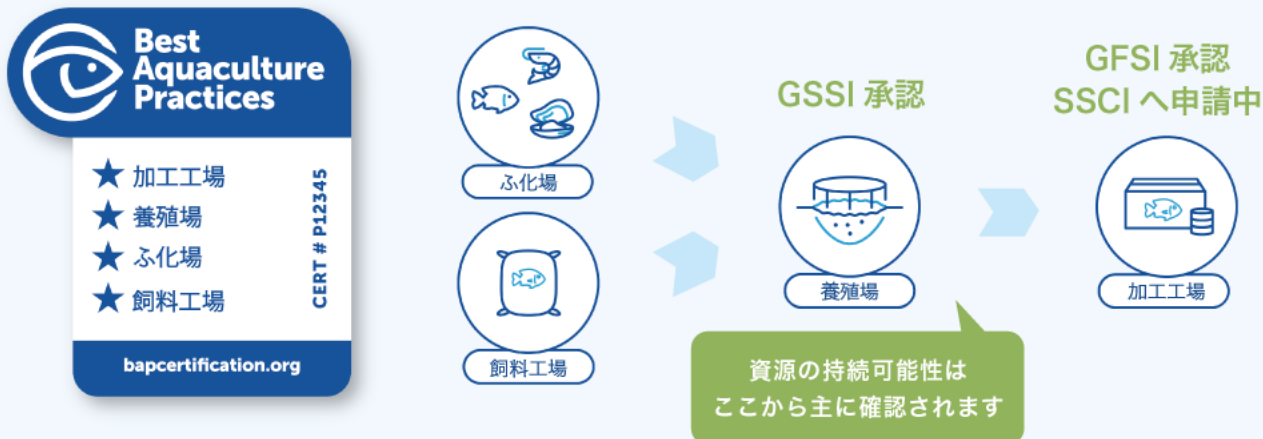 Best
Aquaculture
Practices
★ 加工工場
★ 養殖場
★ ふ化場
★ 飼料工場
CERT # P12345
bapcertification.org
ふ化場
飼料工場
GSSI 承認
養殖場
資源の持続可能性は
ここから主に確認されます
GFSI 承認
SSCI へ申請中
加工工場